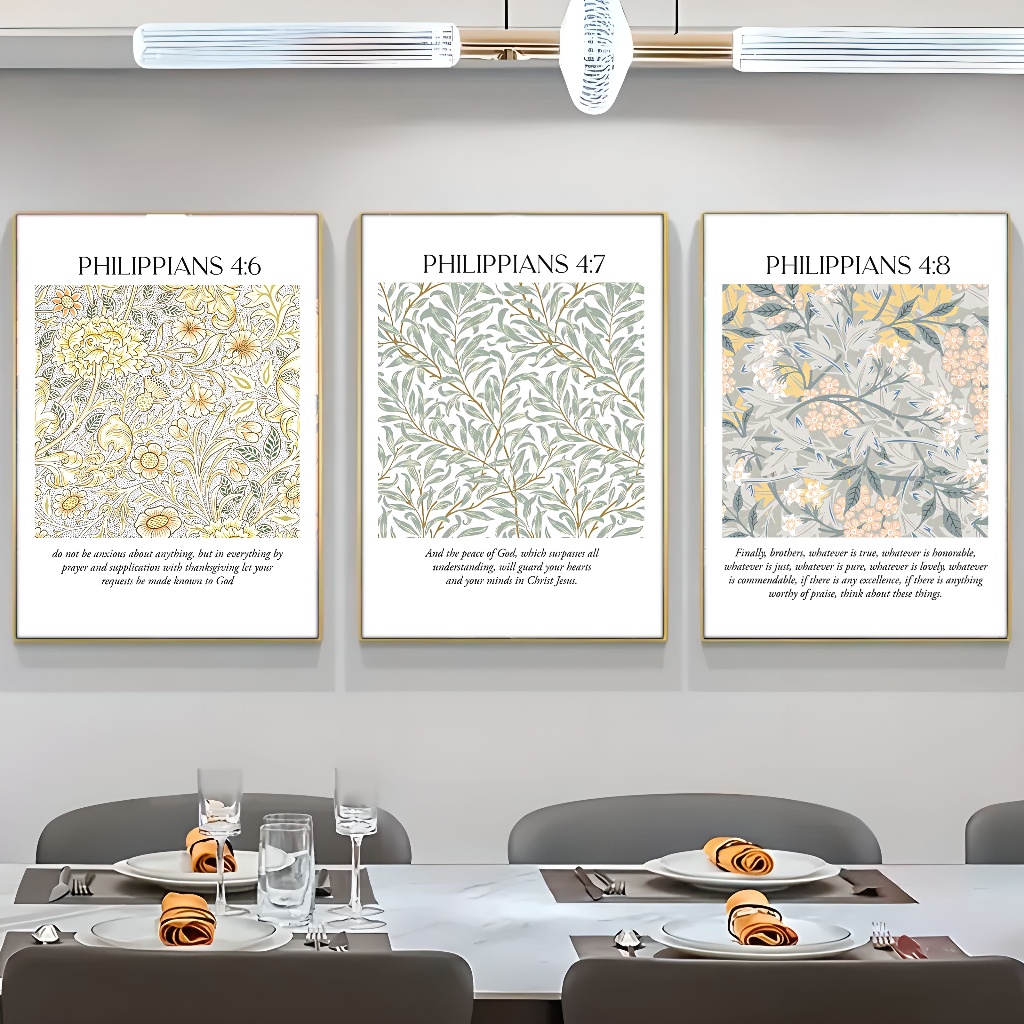 PHILIPPIANS 4:6
do not be anxious about anything, but in everything by
prayer and supplication with thanksgiving let your
requests be made known to God
PHILIPPIANS 4:7
And the peace of God, which surpasses all
understanding, will guard your hearts
and your minds in Christ Jesus.
PHILIPPIANS 4:8
Finally, brothers, whatever is true, whatever is honorable,
whatever is just, whatever is pure, whatever is lovely, whatever
is commendable, if there is any excellence, if there is anything
worthy of praise, think about these things.